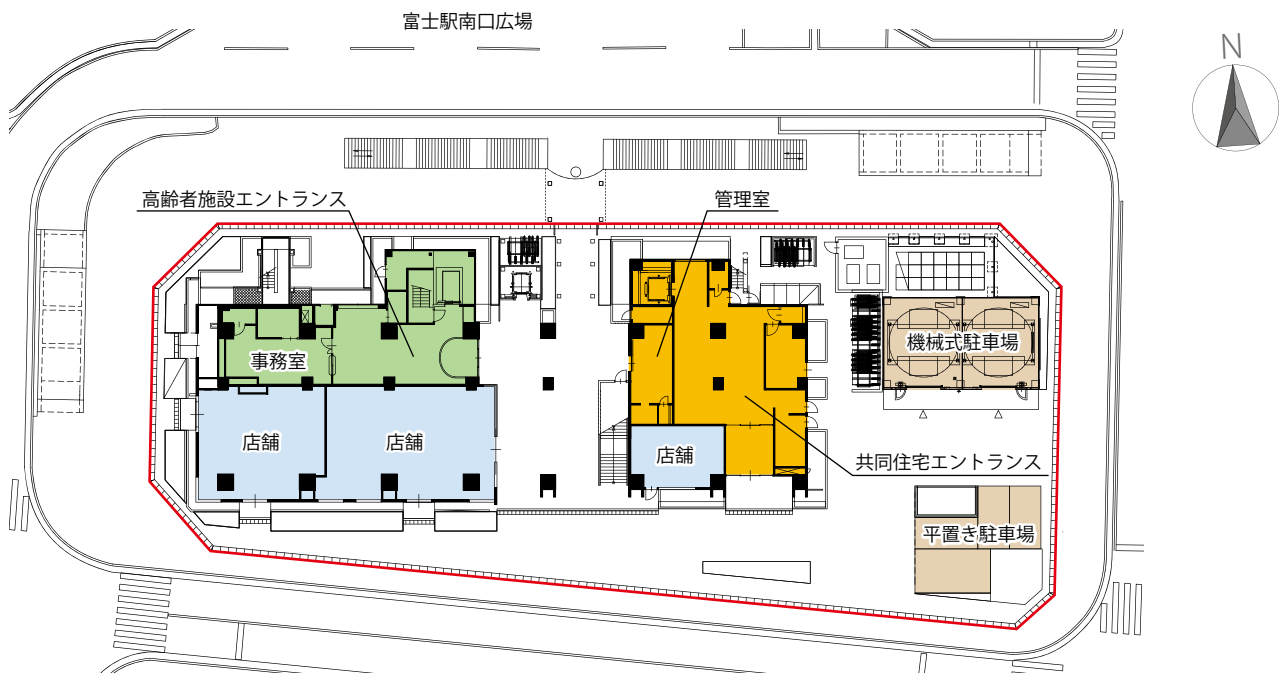 富士駅南口広場
N
高齢者施設エントランス
管理室
機械式駐車場
事務室
店舗
店舗
店舗
共同住宅エントランス
平置き駐車場